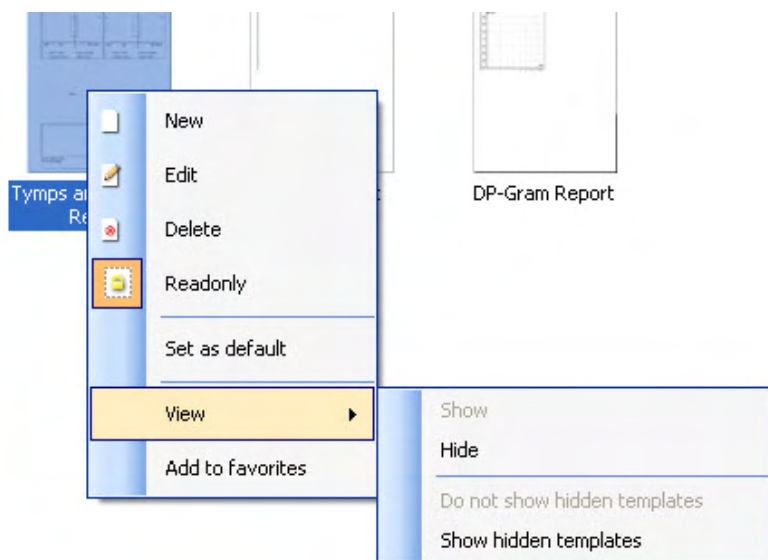 New
Edit
Tymps a
DP-Gram Report
Re
Delete
Readonly
Set as default
View
Show
Hide
Add to favorites
Do not show hidden templates
Show hidden templates